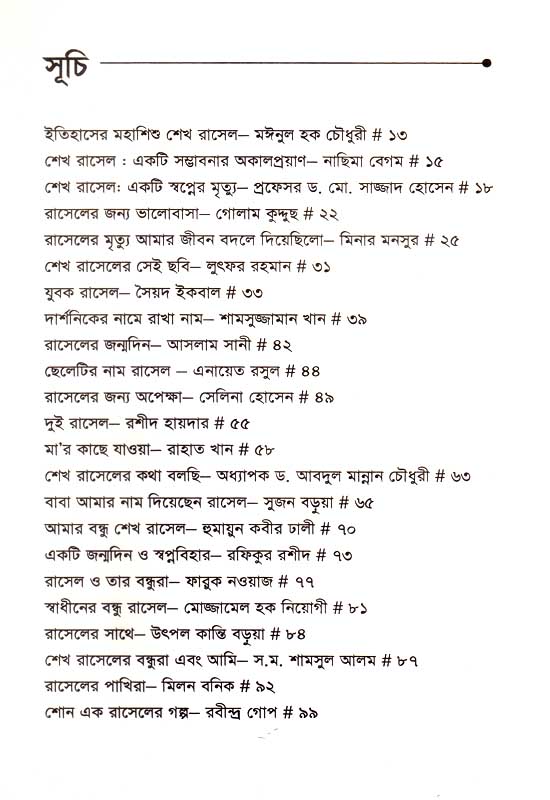 সূচি
ইতিহাসের মহাশিশু শেখ রাসেল– মঈনুল হক চৌধুরী # ১৩
শেখ রাসেল : একটি সম্ভাবনার অকালপ্রয়াণ– নাছিমা বেগম # ১৫
শেখ রাসেল: একটি স্বপ্নের মৃত্যু– প্রফেসর ড. মো. সাজ্জাদ হোসেন # ১৮
রাসেলের জন্য ভালোবাসা– গোলাম কুদ্দুছ # ২২
রাসেলের মৃত্যু আমার জীবন বদলে দিয়েছিলো– মিনার মনসুর # ২৫
শেখ রাসেলের সেই ছবি– লুৎফর রহমান # ৩১
যুবক রাসেল– সৈয়দ ইকবাল # ৩৩
দার্শনিকের নামে রাখা নাম– শামসুজ্জামান খান # ৩৯
রাসেলের জন্মদিন– আসলাম সানী # ৪২
ছেলেটির নাম রাসেল – এনায়েত রসুল # ৪৪
রাসেলের জন্য অপেক্ষা– সেলিনা হোসেন # ৪৯
দুই রাসেল– রশীদ হায়দার # ৫৫
মা'র কাছে যাওয়া– রাহাত খান # ৫৮
শেখ রাসেলের কথা বলছি– অধ্যাপক ড. আবদুল মান্নান চৌধুরী # ৬৩
বাবা আমার নাম দিয়েছেন রাসেল– সুজন বড়ুয়া # ৬৫
আমার বন্ধু শেখ রাসেল– হুমায়ুন কবীর ঢালী # ৭০
একটি জন্মদিন ও স্বপ্নবিহার– রফিকুর রশীদ # ৭৩
রাসেল ও তার বন্ধুরা– ফারুক নওয়াজ # ৭৭
স্বাধীনের বন্ধু রাসেল– মোজ্জামেল হক নিয়োগী # ৮১
রাসেলের সাথে– উৎপল কান্তি বড়ুয়া # ৮৪
শেখ রাসেলের বন্ধুরা এবং আমি– স.ম. শামসুল আলম # ৮৭
রাসেলের পাখিরা– মিলন বনিক # ৯২
শোন এক রাসেলের গল্প– রবীন্দ্র গোপ # ৯৯